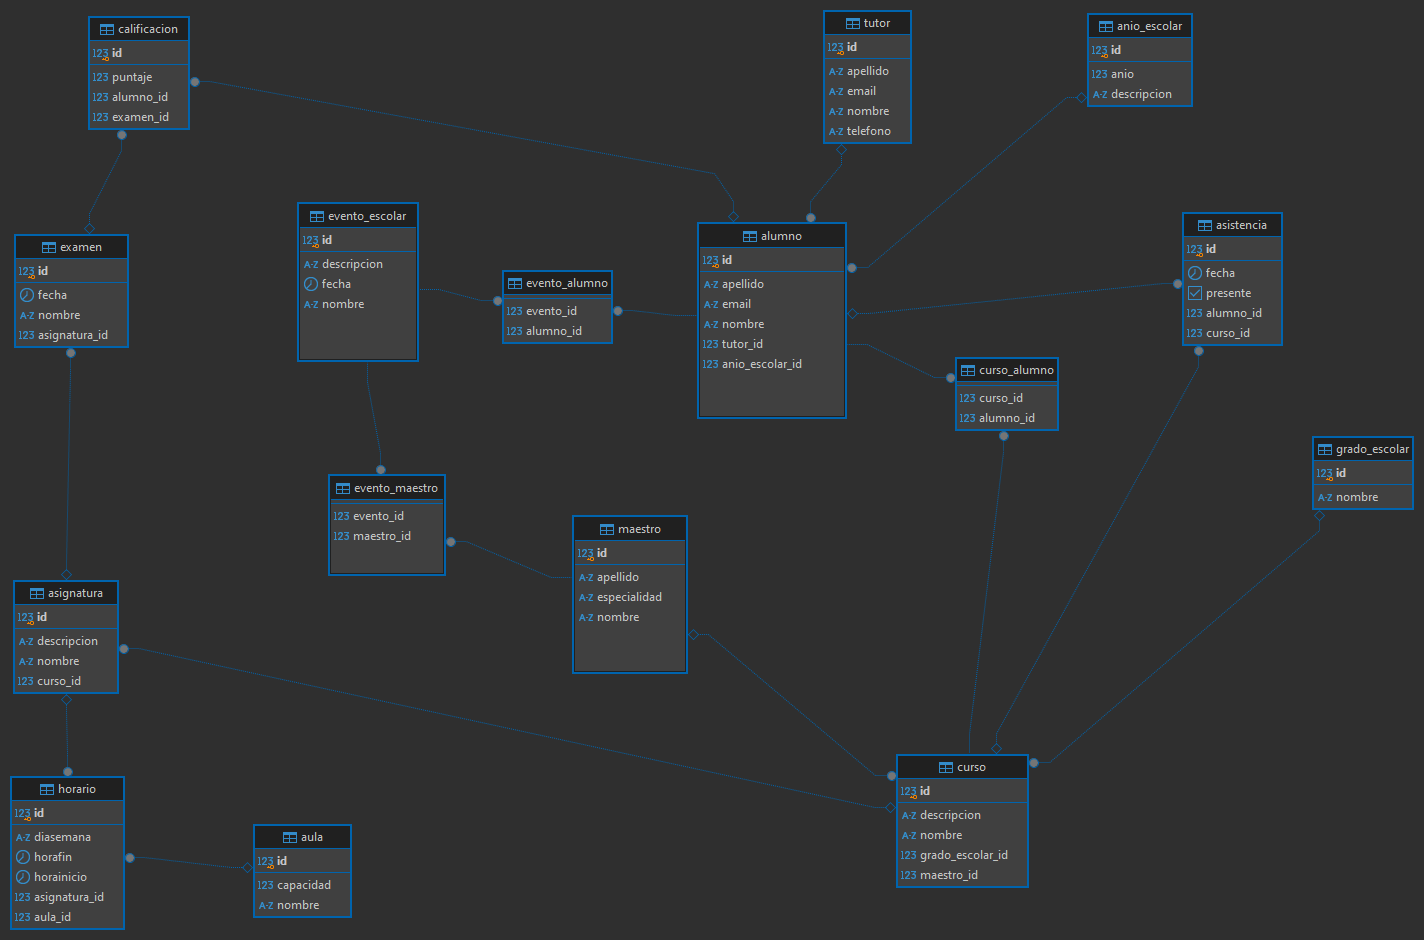 calificacion
123 id
123 puntaje
123 alumno_id
123 examen_id
tutor
123 id
A-Z apellido
A-Z email
A-Z nombre
A-Z telefono
anio_escolar
123 id
123 anio
A-Z descripcion
evento_escolar
123 id
A-Z descripcion
fecha
A-Z nombre
examen
123 id
fecha
A-Z nombre
123 asignatura_id
evento_alumno
123 evento_id
123 alumno_id
alumno
123 id
A-Z apellido
A-Z email
A-Z nombre
123 tutor_id
123 anio_escolar_id
asistencia
123 id
fecha
presente
123 alumno_id
123 curso_id
curso_alumno
123 curso_id
123 alumno_id
grado_escolar
123 id
A-Z nombre
evento_maestro
123 evento_id
123 maestro_id
maestro
123 id
A-Z apellido
A-Z especialidad
A-Z nombre
asignatura
123 id
A-Z descripcion
A-Z nombre
123 curso_id
horario
123 id
A-Z diasemana
horafin
horainicio
123 asignatura_id
123 aula_id
aula
123 id
123 capacidad
A-Z nombre
curso
123 id
A-Z descripcion
A-Z nombre
123 grado_escolar_id
123 maestro_id